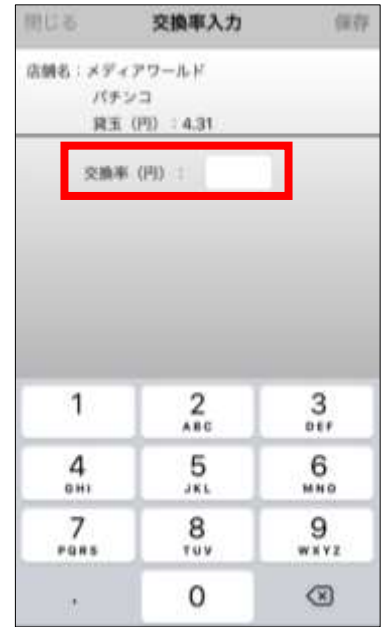 閉じる 交換率入力 保存
店舗名：メディアワールド
パチンコ
貸玉（円）：4.31
交換率（円）：
1 2 3
ABC DEF
4 5 6
GHI JKL MNO
7 8 9
PQRS TUV WXYZ
. 0